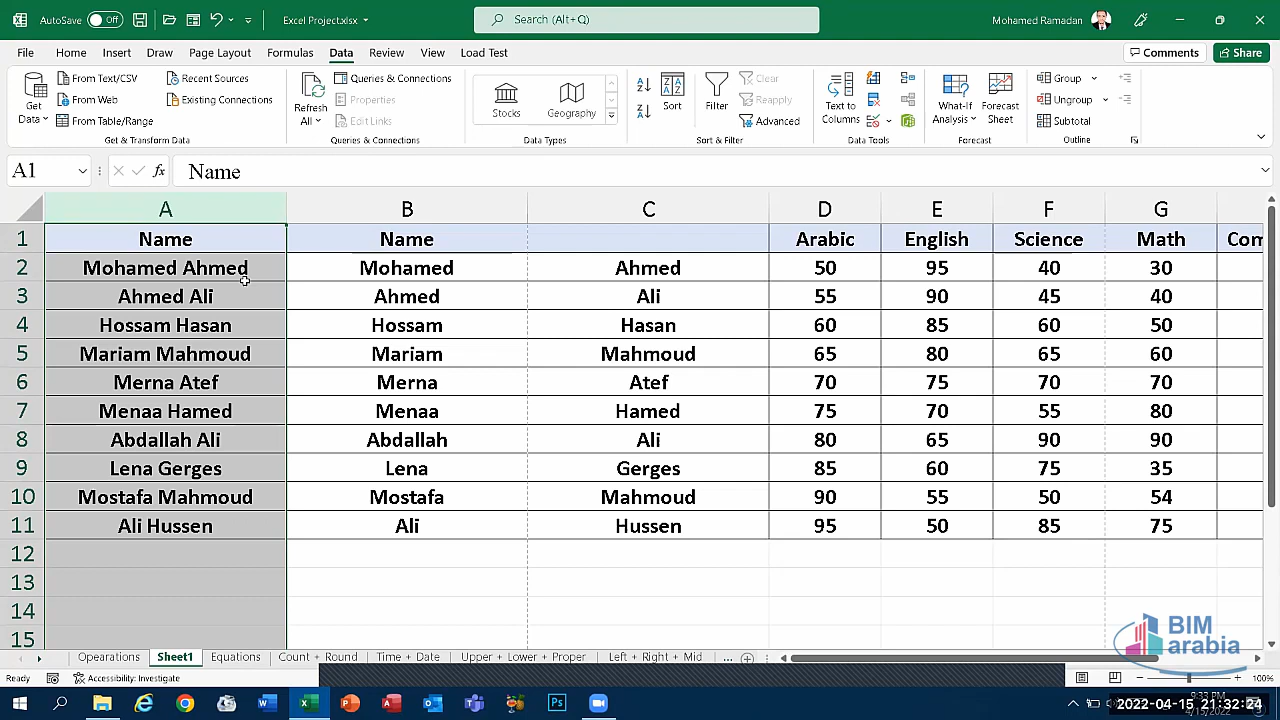 AutoSave Off Excel Project.xlsx Search (Alt+Q) Mohamed Ramadan
File Home Insert Draw Page Layout Formulas Data Review View Load Test Comments Share
Get Data
From Text/CSV
From Web
From Table/Range
Recent Sources
Existing Connections
Get & Transform Data
Refresh All
Queries & Connections
Properties
Edit Links
Queries & Connections
Stocks
Geography
Data Types
Sort
Filter
Clear
Reapply
Advanced
Sort & Filter
Text to Columns
Data Tools
What-If Analysis
Forecast Sheet
Forecast
Group
Ungroup
Subtotal
Outline
A1 fx Name
A B C D E F G
1 Name Name Arabic English Science Math Com
2 Mohamed Ahmed Mohamed Ahmed 50 95 40 30
3 Ahmed Ali Ahmed Ali 55 90 45 40
4 Hossam Hasan Hossam Hasan 60 85 60 50
5 Mariam Mahmoud Mariam Mahmoud 65 80 65 60
6 Merna Atef Merna Atef 70 75 70 70
7 Menaa Hamed Menaa Hamed 75 70 55 80
8 Abdallah Ali Abdallah Ali 80 65 90 90
9 Lena Gerges Lena Gerges 85 60 75 35
10 Mostafa Mahmoud Mostafa Mahmoud 90 55 50 54
11 Ali Hussen Ali Hussen 95 50 85 75
12
13
14
15
BIM
arabia
Opearations Sheet1 Equations Count + Round Time + Date Upper + Lower + Proper Left + Right + Mid ...
Ready Accessibility: Investigate 100%
9:33 PM
2022-04-15 21:32:24
4/15/2022